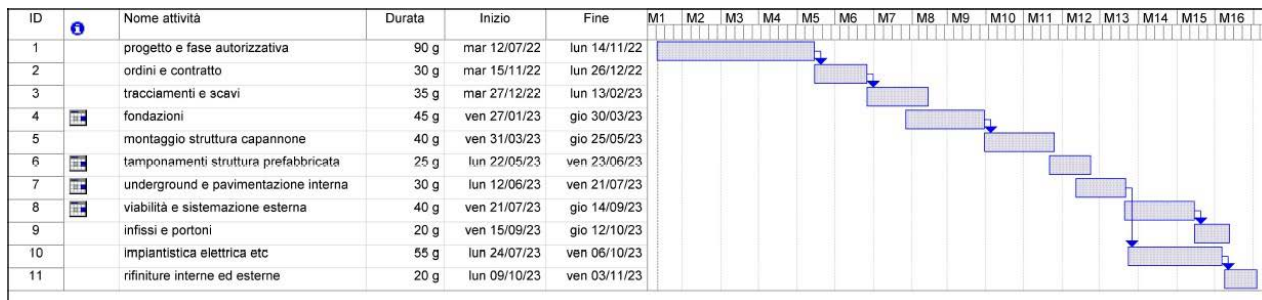 ID Nome attività Durata Inizio Fine M1 M2 M3 M4 M5 M6 M7 M8 M9 M10 M11 M12 M13 M14 M15 M16
1 progetto e fase autorizzativa 90 g mar 12/07/22 lun 14/11/22
2 ordini e contratto 30 g mar 15/11/22 lun 26/12/22
3 tracciamenti e scavi 35 g mar 27/12/22 lun 13/02/23
4 fondazioni 45 g ven 27/01/23 gio 30/03/23
5 montaggio struttura capannone 40 g ven 31/03/23 gio 25/05/23
6 tamponamenti struttura prefabbricata 25 g lun 22/05/23 ven 23/06/23
7 underground e pavimentazione interna 30 g lun 12/06/23 ven 21/07/23
8 viabilità e sistemazione esterna 40 g ven 21/07/23 gio 14/09/23
9 infissi e portoni 20 g ven 15/09/23 gio 12/10/23
10 impiantistica elettrica etc 55 g lun 24/07/23 ven 06/10/23
11 rifiniture interne ed esterne 20 g lun 09/10/23 ven 03/11/23